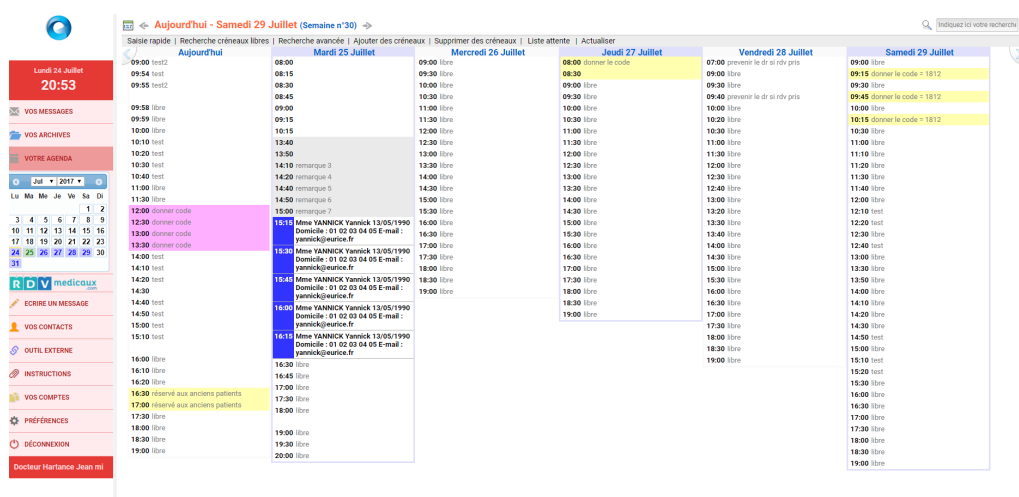 Aujourd'hui - Samedi 29 Juillet (Semaine n°30)
Indiquez ici votre recherche
Saisie rapide | Recherche créneaux libres | Recherche avancée | Ajouter des créneaux | Supprimer des créneaux | Liste attente | Actualiser
Lundi 24 Juillet
20:53
VOS MESSAGES
VOS ARCHIVES
VOTRE AGENDA
Jul 2017
Lu Ma Me Je Ve Sa Di
1 2
3 4 5 6 7 8 9
10 11 12 13 14 15 16
17 18 19 20 21 22 23
24 25 26 27 28 29 30
31
RDV medicaux .com
ECRIRE UN MESSAGE
VOS CONTACTS
OUTIL EXTERNE
INSTRUCTIONS
VOS COMPTES
PRÉFÉRENCES
DÉCONNEXION
Docteur Hartance Jean mi
Aujourd'hui
09:00 test2
09:54 test
09:55 test2
09:58 libre
09:59 libre
10:00 libre
10:10 test
10:20 test
10:30 test
10:40 test
11:00 libre
11:30 libre
12:00 donner code
12:30 donner code
13:00 donner code
13:30 donner code
14:00 test
14:10 test
14:20 test
14:30
14:40 test
14:50 test
15:00 test
15:10 test
16:00 libre
16:10 libre
16:20 libre
16:30 réservé aux anciens patients
17:00 réservé aux anciens patients
17:30 libre
18:00 libre
18:30 libre
19:00 libre
Mardi 25 Juillet
08:00
08:15
08:30
08:45
09:00
09:15
10:15
13:40
13:50
14:10 remarque 3
14:20 remarque 4
14:40 remarque 5
14:50 remarque 6
15:00 remarque 7
15:15 Mme YANNICK Yannick 13/05/1990
Domicile : 01 02 03 04 05 E-mail :
yannick@eurice.fr
15:30 Mme YANNICK Yannick 13/05/1990
Domicile : 01 02 03 04 05 E-mail :
yannick@eurice.fr
15:45 Mme YANNICK Yannick 13/05/1990
Domicile : 01 02 03 04 05 E-mail :
yannick@eurice.fr
16:00 Mme YANNICK Yannick 13/05/1990
Domicile : 01 02 03 04 05 E-mail :
yannick@eurice.fr
16:15 Mme YANNICK Yannick 13/05/1990
Domicile : 01 02 03 04 05 E-mail :
yannick@eurice.fr
16:30 libre
16:45 libre
17:00 libre
17:30 libre
18:00 libre
19:00 libre
19:30 libre
20:00 libre
Mercredi 26 Juillet
09:00 libre
09:30 libre
10:00 libre
10:30 libre
11:00 libre
11:30 libre
12:00 libre
12:30 libre
13:00 libre
13:30 libre
14:00 libre
14:30 libre
15:00 libre
15:30 libre
16:00 libre
16:30 libre
17:00 libre
17:30 libre
18:00 libre
18:30 libre
19:00 libre
Jeudi 27 Juillet
08:00 donner le code
08:30
09:00 libre
09:30 libre
10:00 libre
10:30 libre
11:00 libre
11:30 libre
12:00 libre
12:30 libre
13:00 libre
13:30 libre
14:00 libre
14:30 libre
15:00 libre
15:30 libre
16:00 libre
16:30 libre
17:00 libre
17:30 libre
18:00 libre
18:30 libre
19:00 libre
Vendredi 28 Juillet
07:00 prevenir le dr si rdv pris
09:00 libre
09:30 libre
09:40 prevenir le dr si rdv pris
10:00 libre
10:20 libre
10:30 libre
11:00 libre
11:30 libre
12:00 libre
12:30 libre
12:40 libre
13:00 libre
13:20 libre
13:30 libre
13:40 libre
14:00 libre
14:30 libre
15:00 libre
15:30 libre
16:00 libre
16:30 libre
17:00 libre
17:30 libre
18:00 libre
18:30 libre
19:00 libre
Samedi 29 Juillet
09:00 libre
09:15 donner le code = 1812
09:30 libre
09:45 donner le code = 1812
10:00 libre
10:15 donner le code = 1812
10:30 libre
11:00 libre
11:10 libre
11:20 libre
11:30 libre
11:40 libre
12:00 libre
12:10 test
12:20 test
12:30 libre
12:40 test
13:00 libre
13:30 libre
13:50 libre
14:00 libre
14:10 libre
14:20 libre
14:30 libre
14:50 test
15:00 libre
15:10 test
15:20 test
15:30 libre
16:00 libre
16:30 libre
17:00 libre
17:30 libre
18:00 libre
18:30 libre
19:00 libre